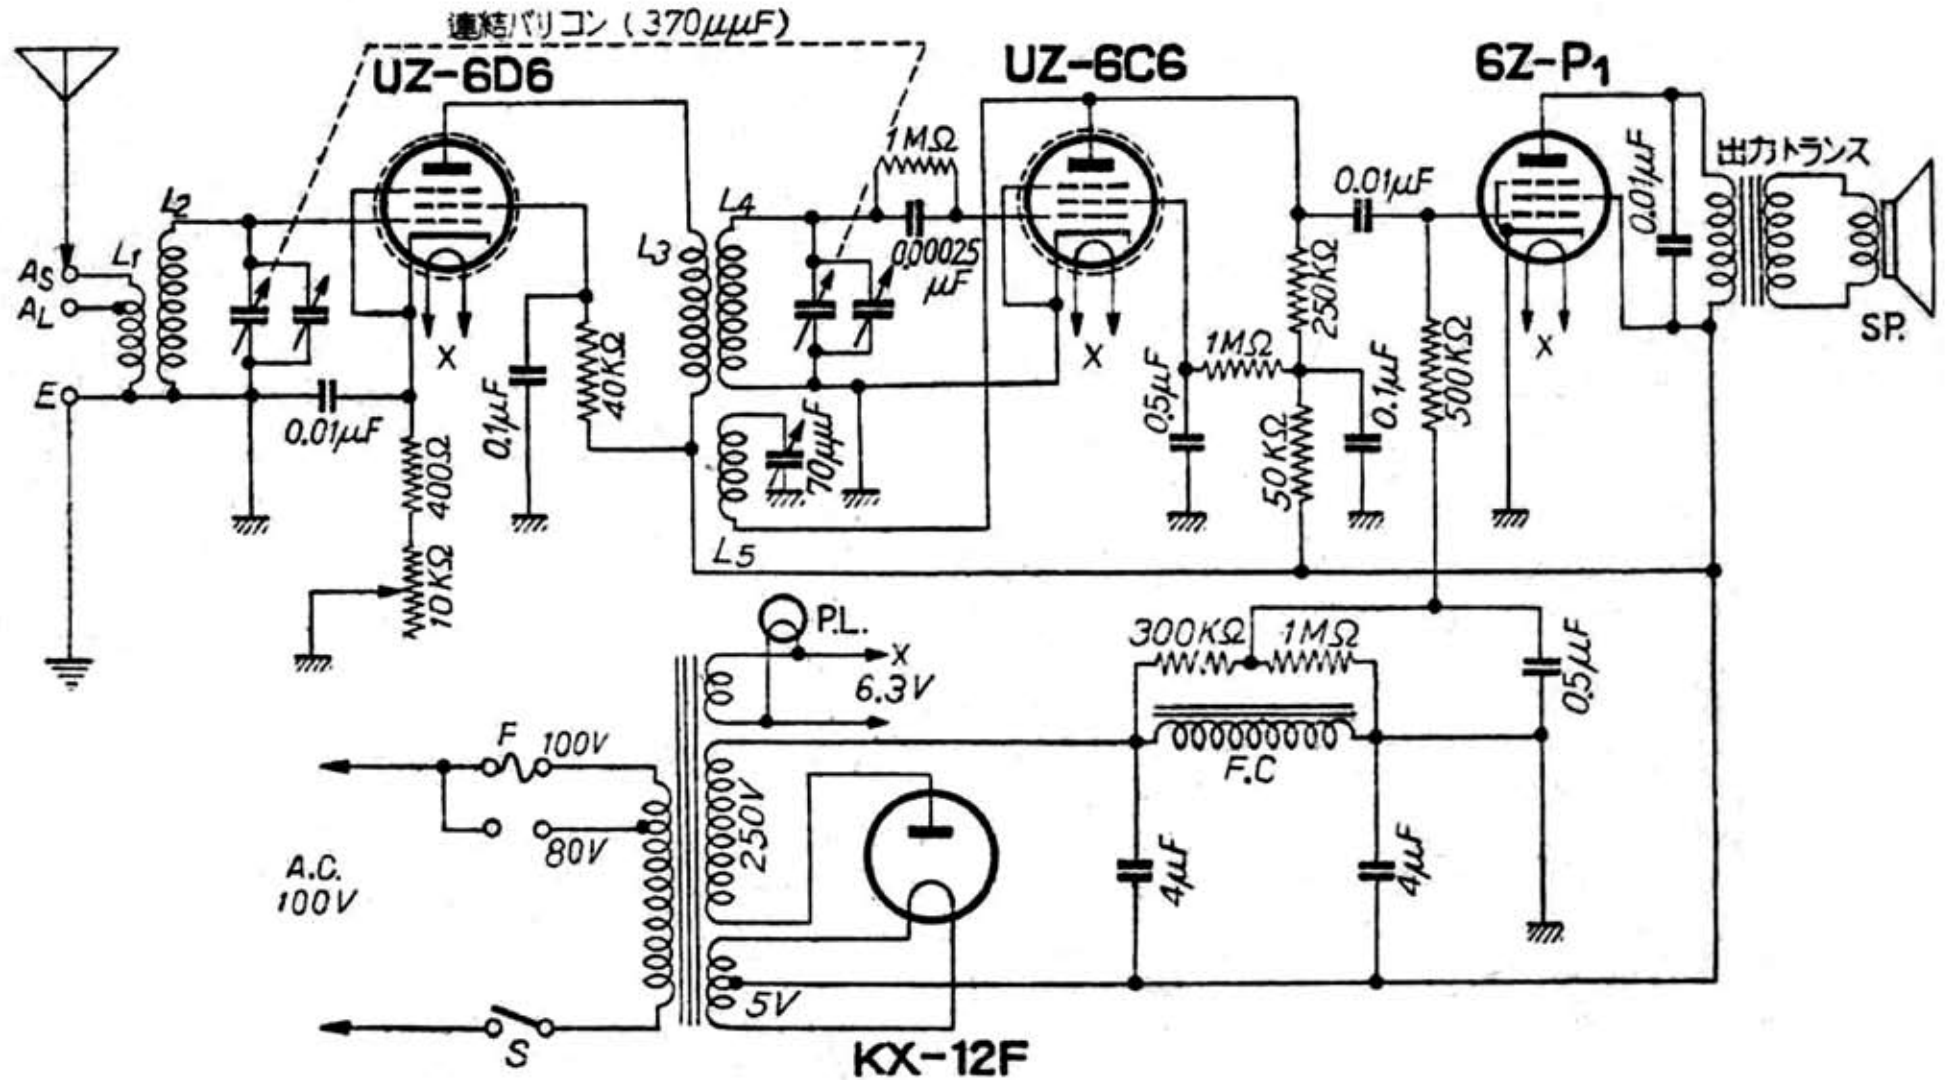 連結バリコン (370μμF)
UZ-6D6
UZ-6C6
6Z-P1
1MΩ
出力トランス
0.01μF
0.01μF
L2
L1
L3
L4
0.00025
μF
AS
AL
E
X
X
X
SP.
250KΩ
1MΩ
0.1μF
500KΩ
40KΩ
0.1μF
0.01μF
400Ω
10KΩ
70μμF
0.5μF
50KΩ
L5
P.L.
X
6.3V
300KΩ
1MΩ
0.5μF
F
100V
80V
A.C.
100V
250V
F.C
4μF
4μF
5V
S
KX-12F